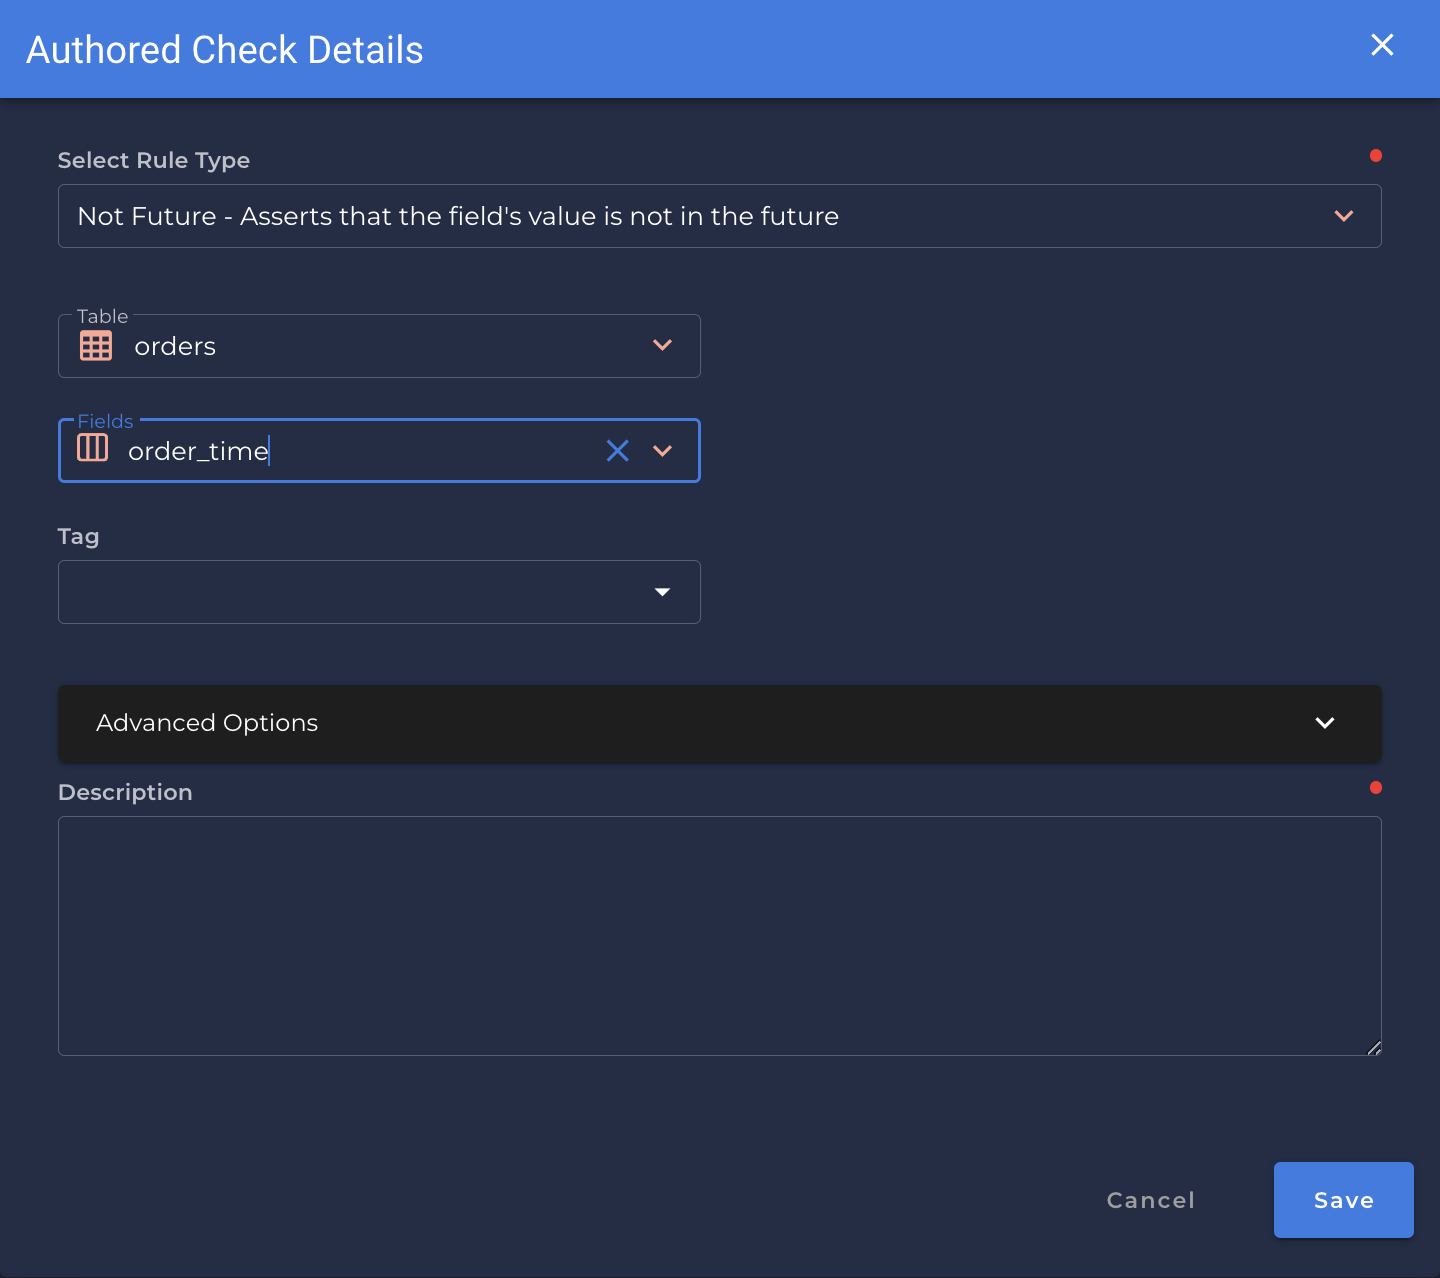 Authored Check Details
Select Rule Type
Not Future - Asserts that the field's value is not in the future
Table
orders
Fields
order_time
Tag
Advanced Options
Description
Cancel
Save